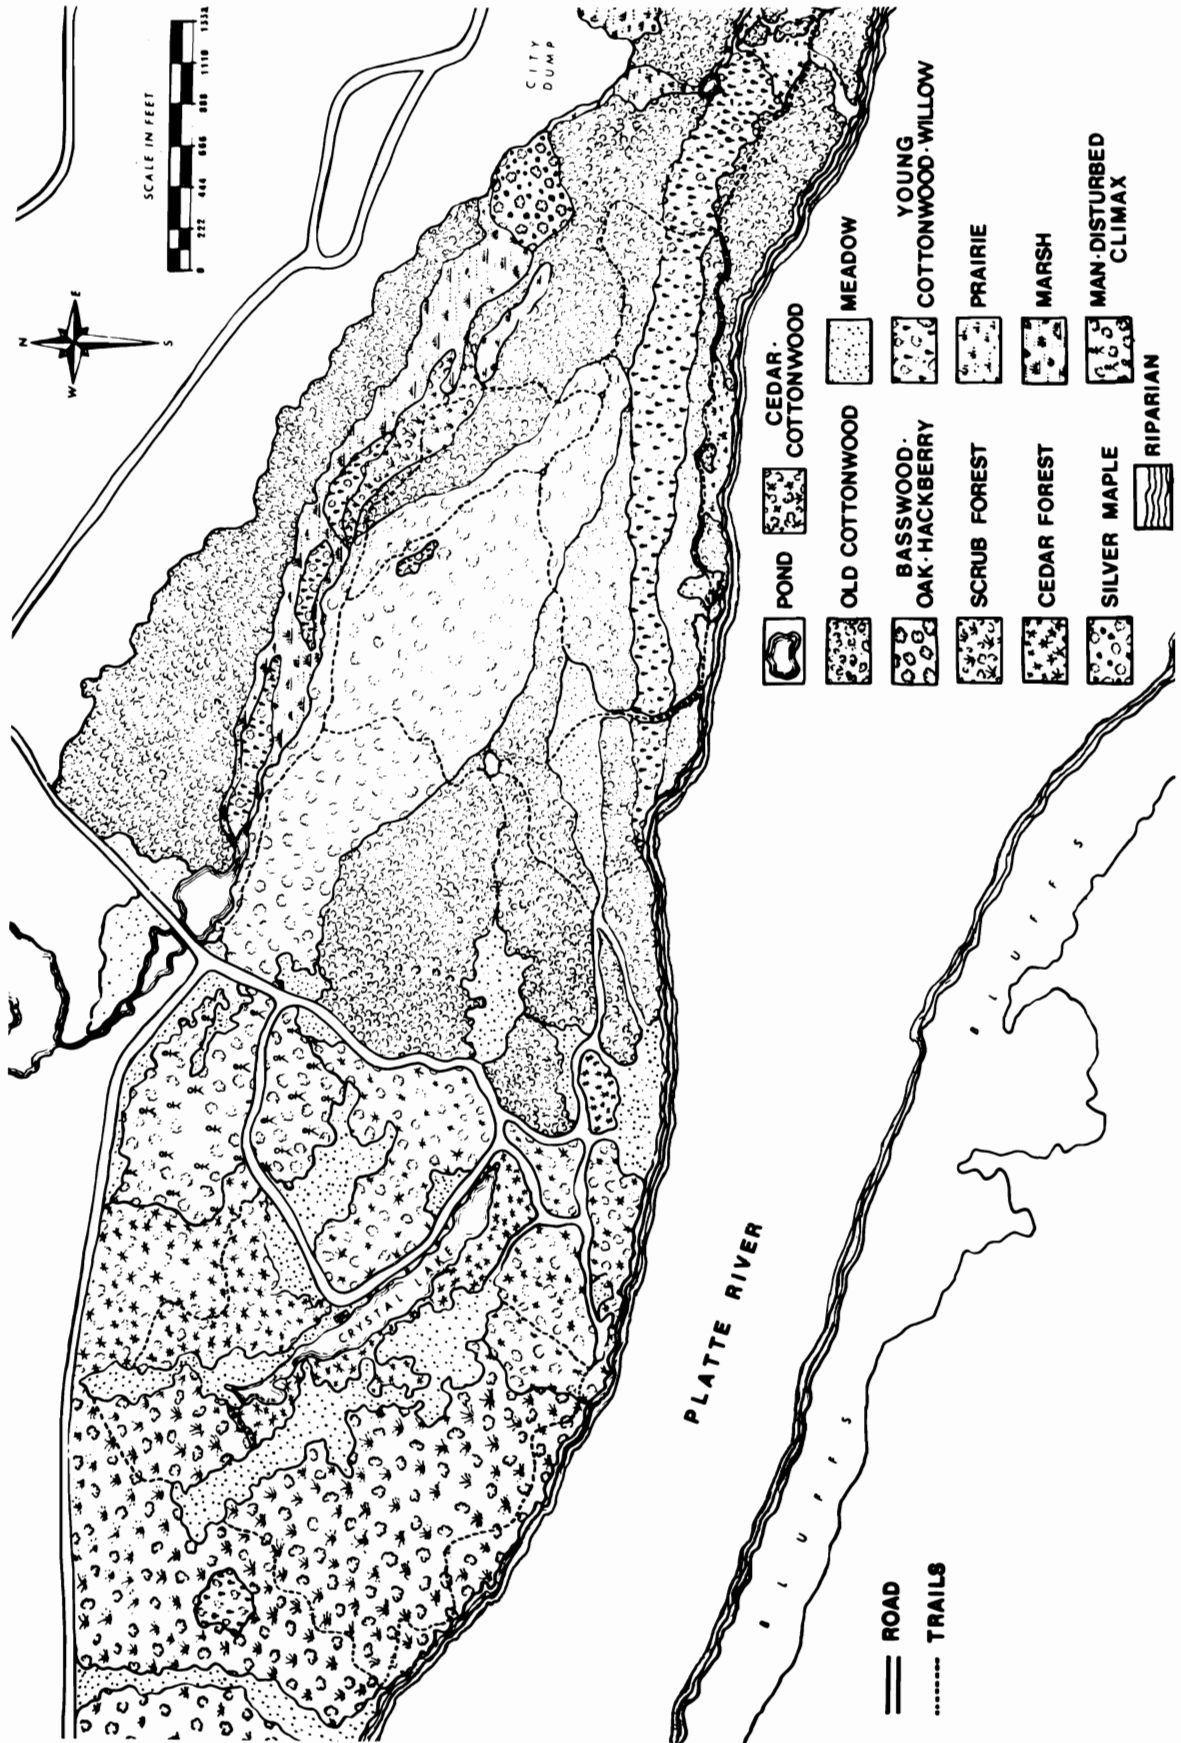 N
W
E
S
SCALE IN FEET
0 222 444 666 888 1110 1332
CITY
DUMP
CRYSTAL LAKE
PLATTE RIVER
B L U F F S
B L U F F S
POND
CEDAR·
COTTONWOOD
OLD COTTONWOOD
MEADOW
BASSWOOD·
OAK·HACKBERRY
YOUNG
COTTONWOOD·WILLOW
SCRUB FOREST
PRAIRIE
CEDAR FOREST
MARSH
SILVER MAPLE
MAN·DISTURBED
CLIMAX
RIPARIAN
ROAD
TRAILS